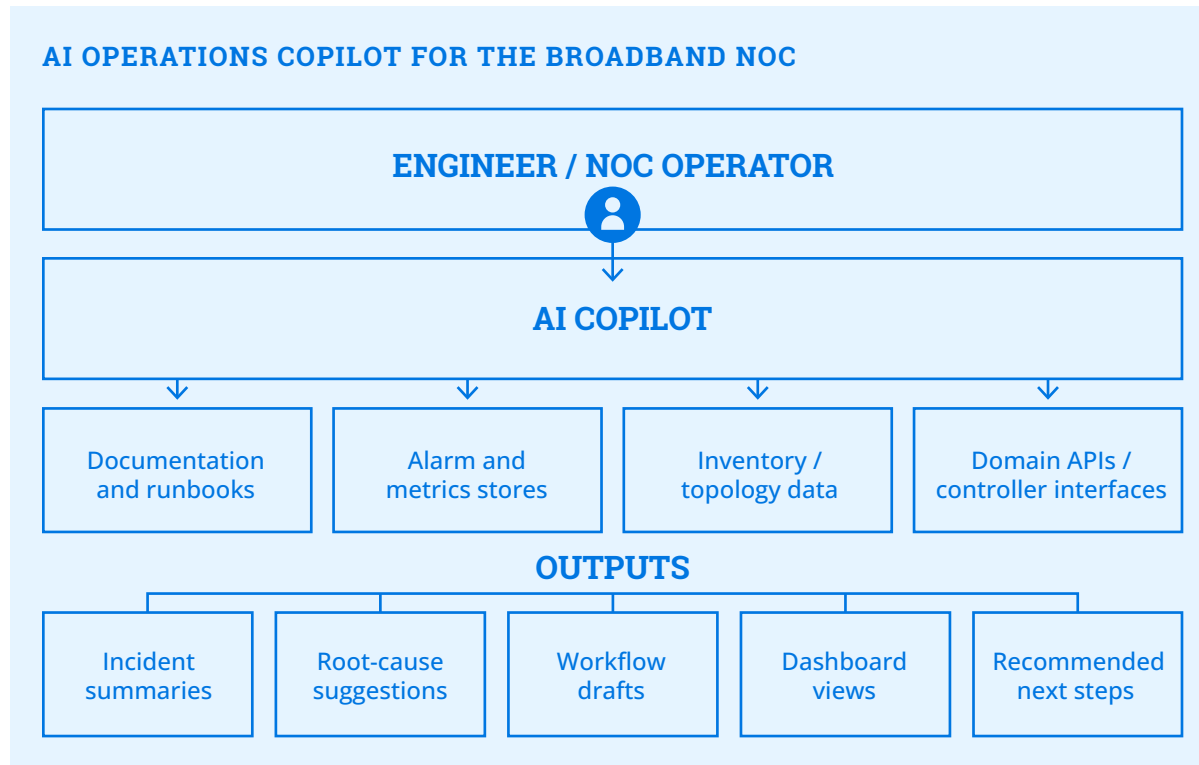 AI OPERATIONS COPILOT FOR THE BROADBAND NOC
ENGINEER / NOC OPERATOR
AI COPILOT
Documentation
and runbooks
Alarm and
metrics stores
Inventory /
topology data
Domain APIs /
controller interfaces
OUTPUTS
Incident
summaries
Root-cause
suggestions
Workflow
drafts
Dashboard
views
Recommended
next steps